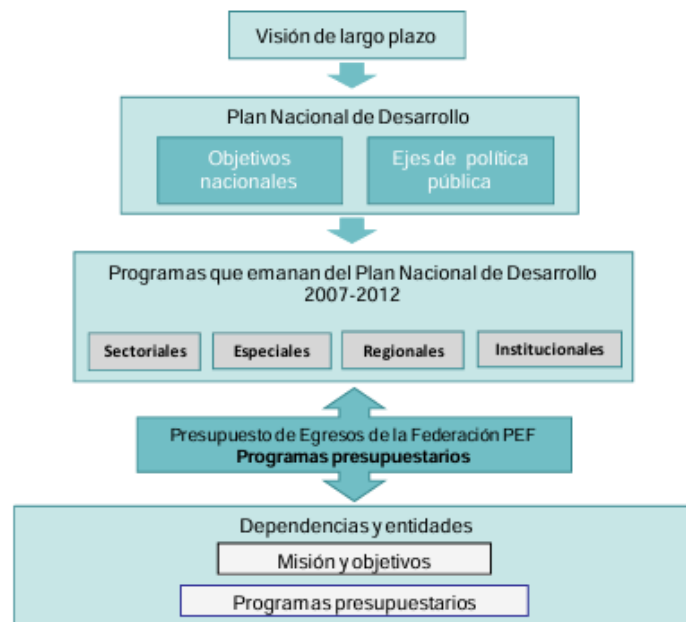 Visión de largo plazo
Plan Nacional de Desarrollo
Objetivos
nacionales
Ejes de política
pública
Programas que emanan del Plan Nacional de Desarrollo
2007-2012
Sectoriales
Especiales
Regionales
Institucionales
Presupuesto de Egresos de la Federación PEF
Programas presupuestarios
Dependencias y entidades
Misión y objetivos
Programas presupuestarios